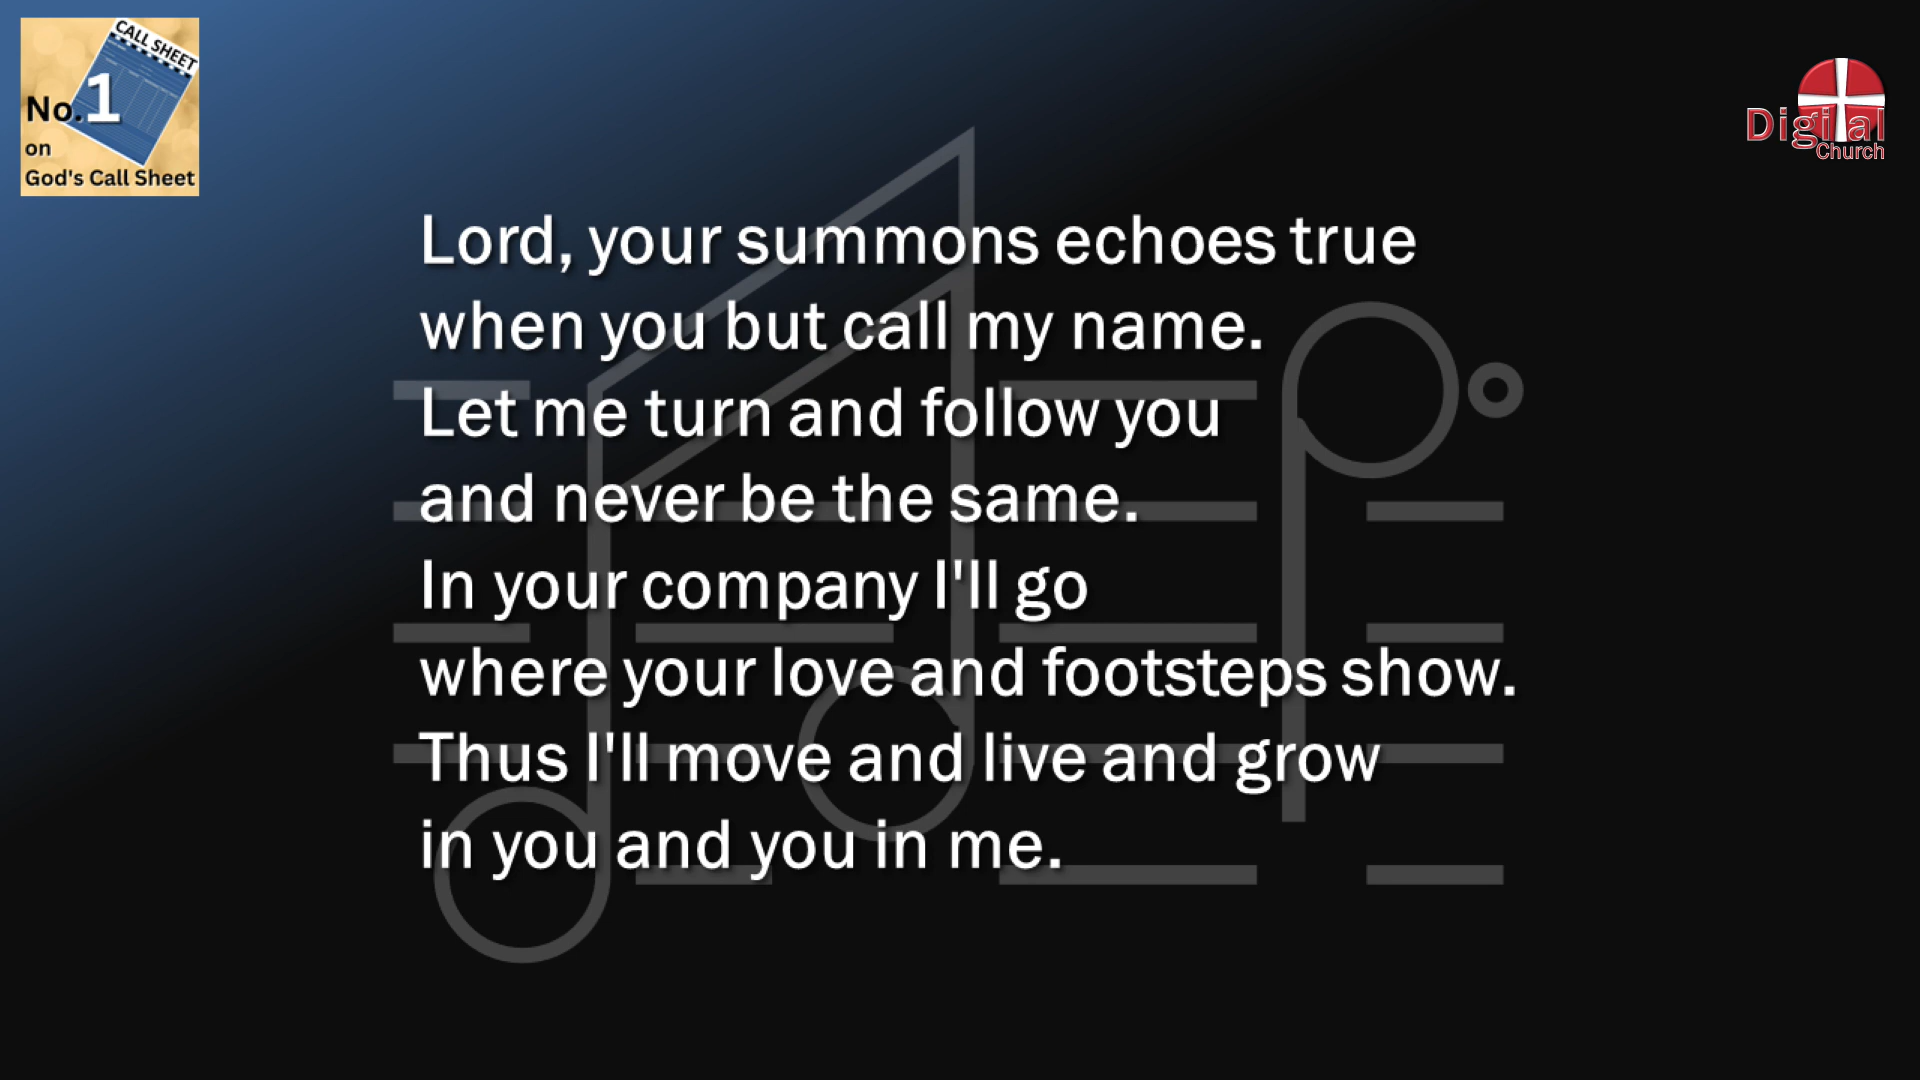 CALL SHEET
No.1
on
God's Call Sheet
Digital
Church
Lord, your summons echoes true
when you but call my name.
Let me turn and follow you
and never be the same.
In your company I'll go
where your love and footsteps show.
Thus I'll move and live and grow
in you and you in me.